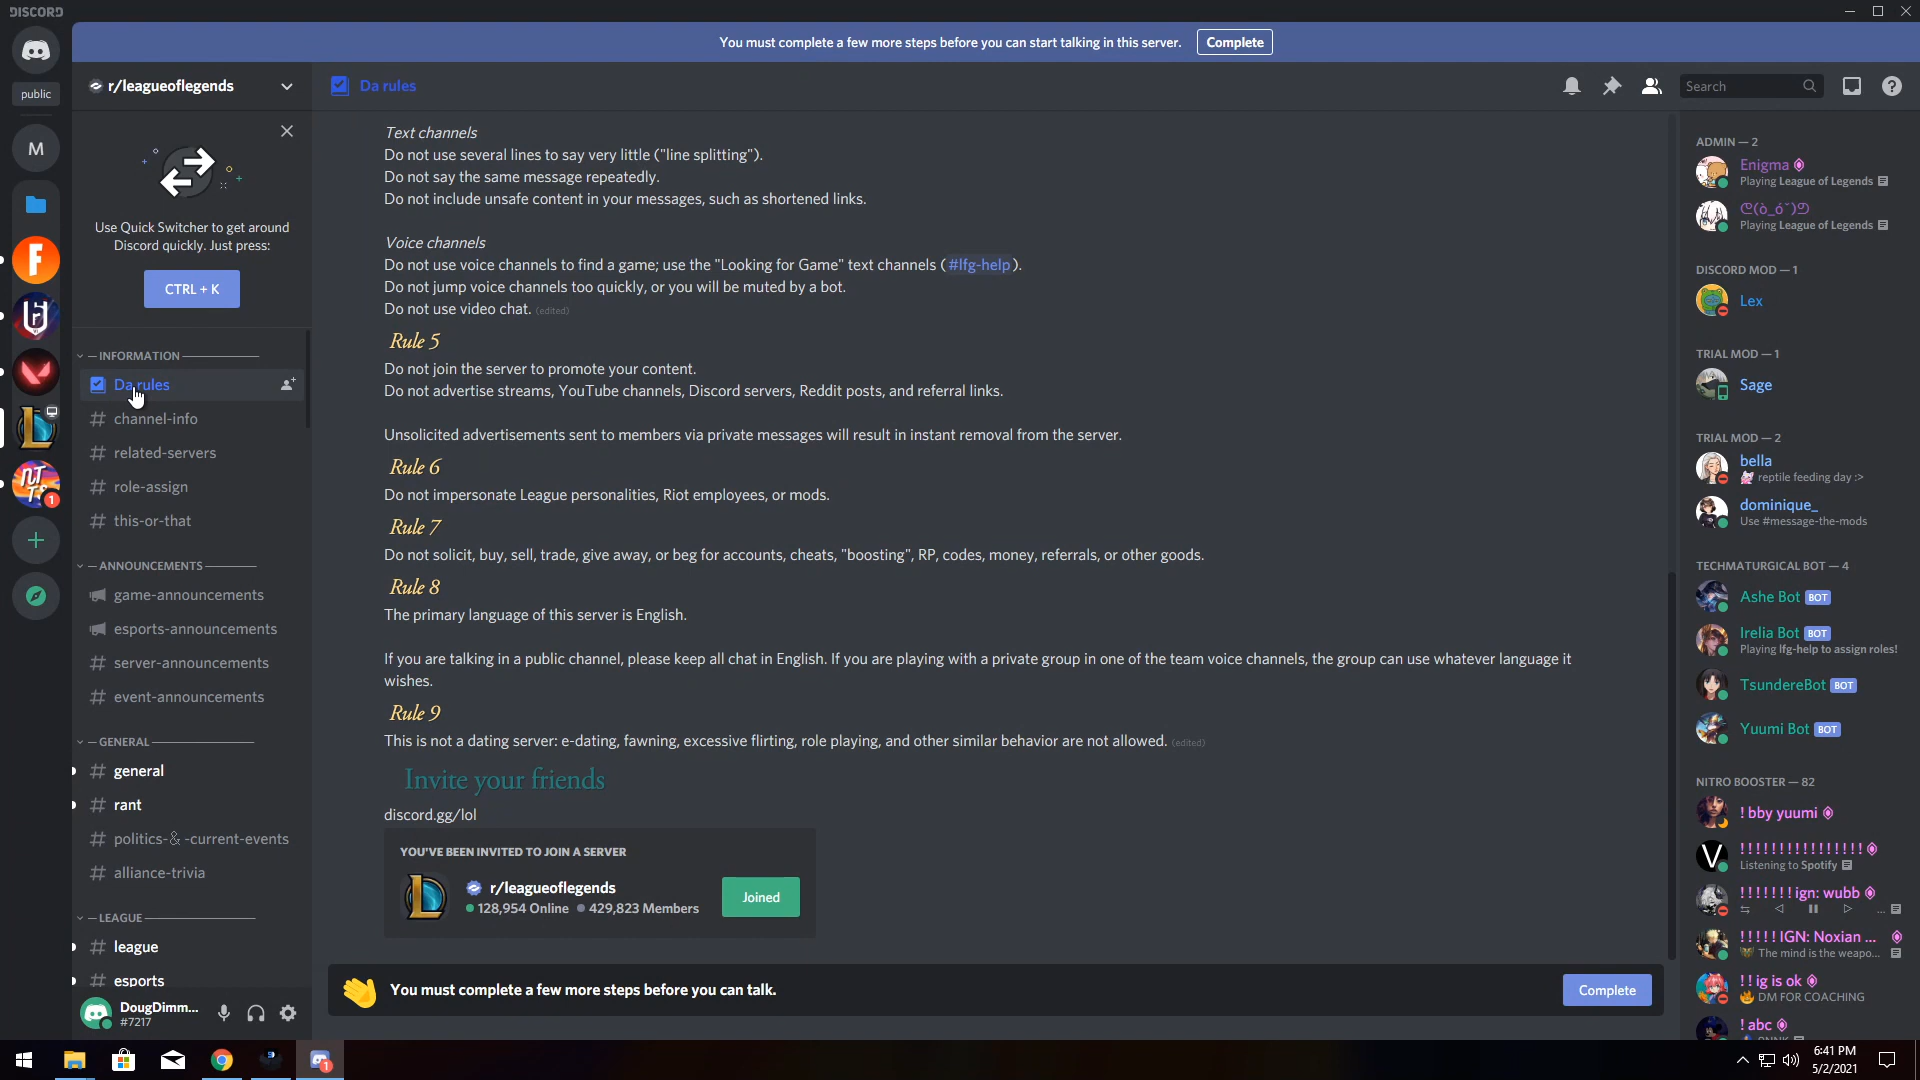 DISCORD
You must complete a few more steps before you can start talking in this server. Complete
public
r/leagueoflegends
Da rules
Search
M
Use Quick Switcher to get around
Discord quickly. Just press:
CTRL + K
INFORMATION
Da rules
channel-info
related-servers
role-assign
this-or-that
ANNOUNCEMENTS
game-announcements
esports-announcements
server-announcements
event-announcements
GENERAL
general
rant
politics-&-current-events
alliance-trivia
LEAGUE
league
esports
DougDimm...
#7217
Text channels
Do not use several lines to say very little ("line splitting").
Do not say the same message repeatedly.
Do not include unsafe content in your messages, such as shortened links.
Voice channels
Do not use voice channels to find a game; use the "Looking for Game" text channels ( #lfg-help ).
Do not jump voice channels too quickly, or you will be muted by a bot.
Do not use video chat. (edited)
Rule 5
Do not join the server to promote your content.
Do not advertise streams, YouTube channels, Discord servers, Reddit posts, and referral links.
Unsolicited advertisements sent to members via private messages will result in instant removal from the server.
Rule 6
Do not impersonate League personalities, Riot employees, or mods.
Rule 7
Do not solicit, buy, sell, trade, give away, or beg for accounts, cheats, "boosting", RP, codes, money, referrals, or other goods.
Rule 8
The primary language of this server is English.
If you are talking in a public channel, please keep all chat in English. If you are playing with a private group in one of the team voice channels, the group can use whatever language it
wishes.
Rule 9
This is not a dating server: e-dating, fawning, excessive flirting, role playing, and other similar behavior are not allowed. (edited)
Invite your friends
discord.gg/lol
YOU'VE BEEN INVITED TO JOIN A SERVER
r/leagueoflegends
128,954 Online 429,823 Members
Joined
You must complete a few more steps before you can talk.
Complete
ADMIN — 2
Enigma
Playing League of Legends
Playing League of Legends
DISCORD MOD — 1
Lex
TRIAL MOD — 1
Sage
TRIAL MOD — 2
bella
reptile feeding day :>
dominique_
Use #message-the-mods
TECHMATURGICAL BOT — 4
Ashe Bot BOT
Irelia Bot BOT
Playing lfg-help to assign roles!
TsundereBot BOT
Yuumi Bot BOT
NITRO BOOSTER — 82
! bby yuumi
!!!!!!!!!!!!!!!!
Listening to Spotify
!!!!!!! ign: wubb
!!!!! IGN: Noxian ...
The mind is the weapo...
!! ig is ok
DM FOR COACHING
! abc
6:41 PM
5/2/2021